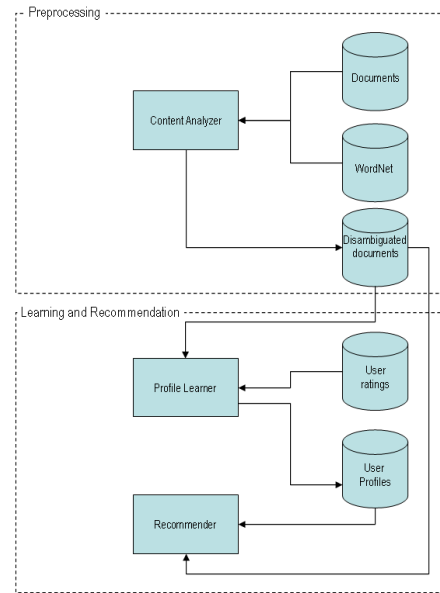 Preprocessing
Documents
Content Analyzer
WordNet
Disambiguated
documents
Learning and Recommendation
User
ratings
Profile Learner
User
Profiles
Recommender